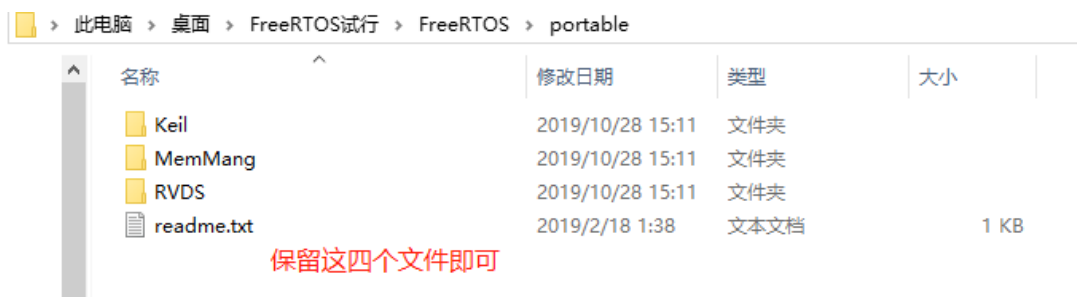 此电脑 > 桌面 > FreeRTOS试行 > FreeRTOS > portable
名称 修改日期 类型 大小
Keil 2019/10/28 15:11 文件夹
MemMang 2019/10/28 15:11 文件夹
RVDS 2019/10/28 15:11 文件夹
readme.txt 2019/2/18 1:38 文本文档 1 KB
保留这四个文件即可